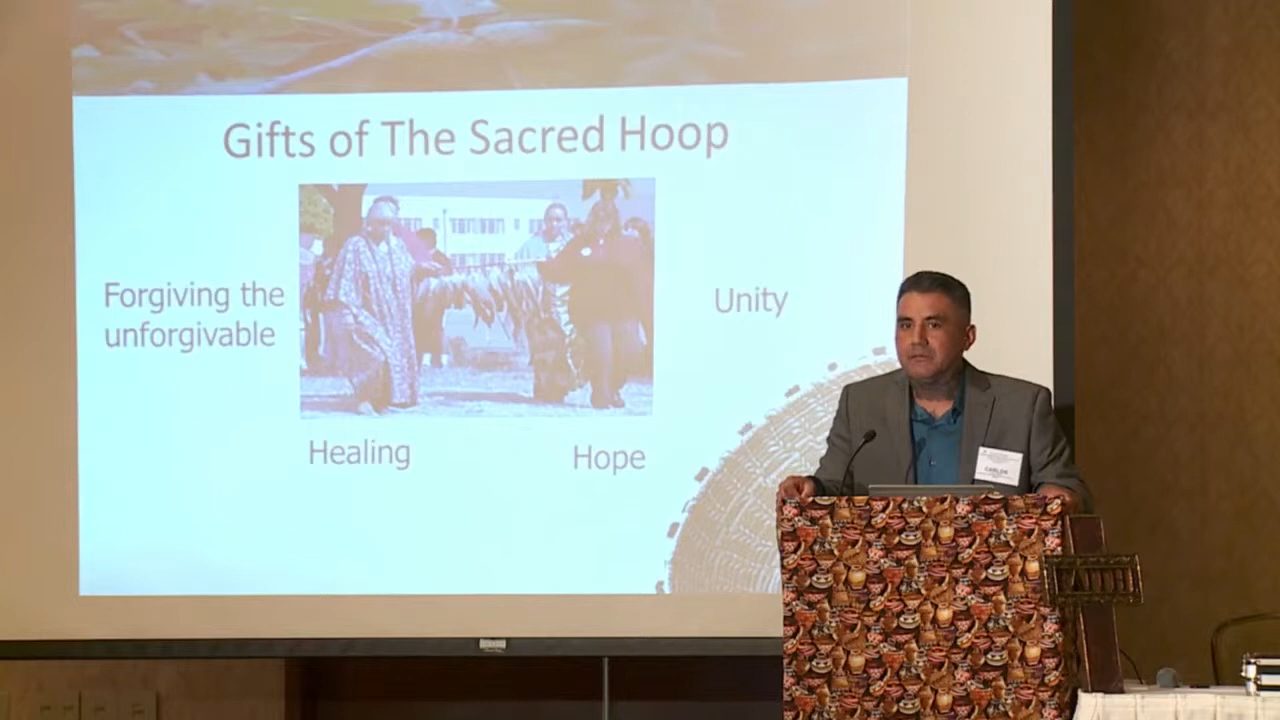 Gifts of The Sacred Hoop
Forgiving the
unforgivable
Unity
Healing
Hope
CARLOS